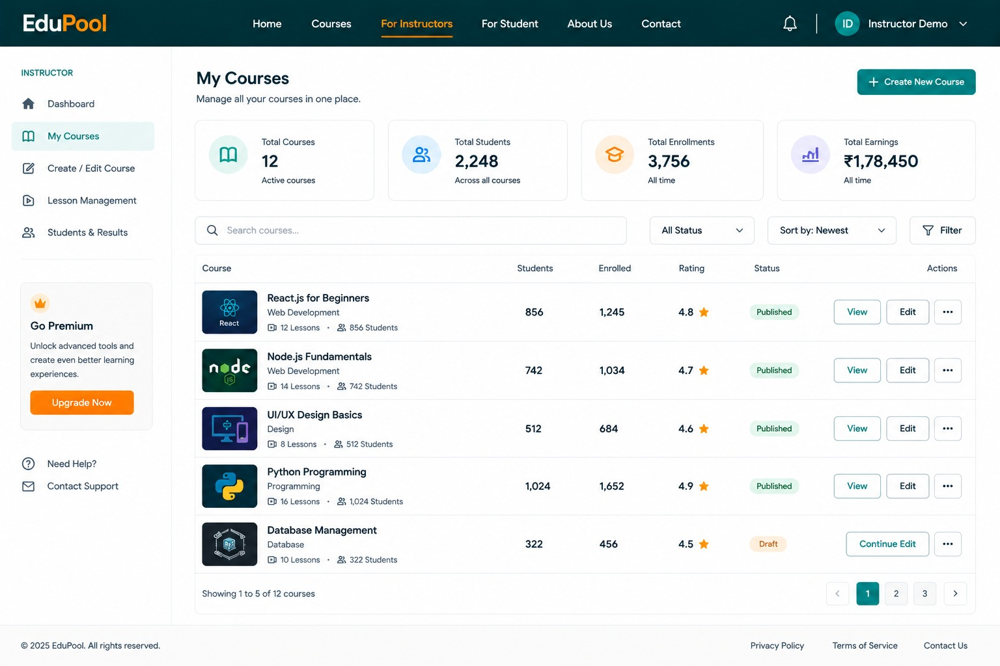 EduPool
Home
Courses
For Instructors
For Student
About Us
Contact
ID
Instructor Demo
INSTRUCTOR
Dashboard
My Courses
Create / Edit Course
Lesson Management
Students & Results
Go Premium
Unlock advanced tools and
create even better learning
experiences.
Upgrade Now
Need Help?
Contact Support
My Courses
Manage all your courses in one place.
+ Create New Course
Total Courses
12
Active courses
Total Students
2,248
Across all courses
Total Enrollments
3,756
All time
Total Earnings
₹1,78,450
All time
Search courses...
All Status
Sort by: Newest
Filter
Course Students Enrolled Rating Status Actions
React
React.js for Beginners
Web Development
12 Lessons • 856 Students
856 1,245 4.8 Published View Edit •••
node
JS
Node.js Fundamentals
Web Development
14 Lessons • 742 Students
742 1,034 4.7 Published View Edit •••
UI/UX Design Basics
Design
8 Lessons • 512 Students
512 684 4.6 Published View Edit •••
Python Programming
Programming
16 Lessons • 1,024 Students
1,024 1,652 4.9 Published View Edit •••
Database Management
Database
10 Lessons • 322 Students
322 456 4.5 Draft Continue Edit •••
Showing 1 to 5 of 12 courses
< 1 2 3 >
© 2025 EduPool. All rights reserved.
Privacy Policy
Terms of Service
Contact Us